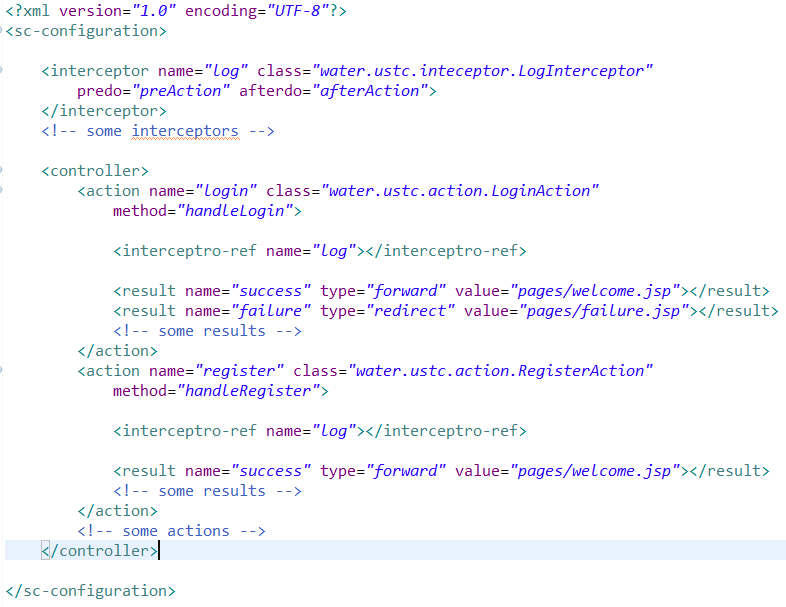 <?xml version="1.0" encoding="UTF-8"?>
<sc-configuration>
<interceptor name="log" class="water.ustc.inteceptor.LogInterceptor"
predo="preAction" afterdo="afterAction">
</interceptor>
<!-- some interceptors -->
<controller>
<action name="login" class="water.ustc.action.LoginAction"
method="handleLogin">
<interceptro-ref name="log"></interceptro-ref>
<result name="success" type="forward" value="pages/welcome.jsp"></result>
<result name="failure" type="redirect" value="pages/failure.jsp"></result>
<!-- some results -->
</action>
<action name="register" class="water.ustc.action.RegisterAction"
method="handleRegister">
<interceptro-ref name="log"></interceptro-ref>
<result name="success" type="forward" value="pages/welcome.jsp"></result>
<!-- some results -->
</action>
<!-- some actions -->
</controller>
</sc-configuration>